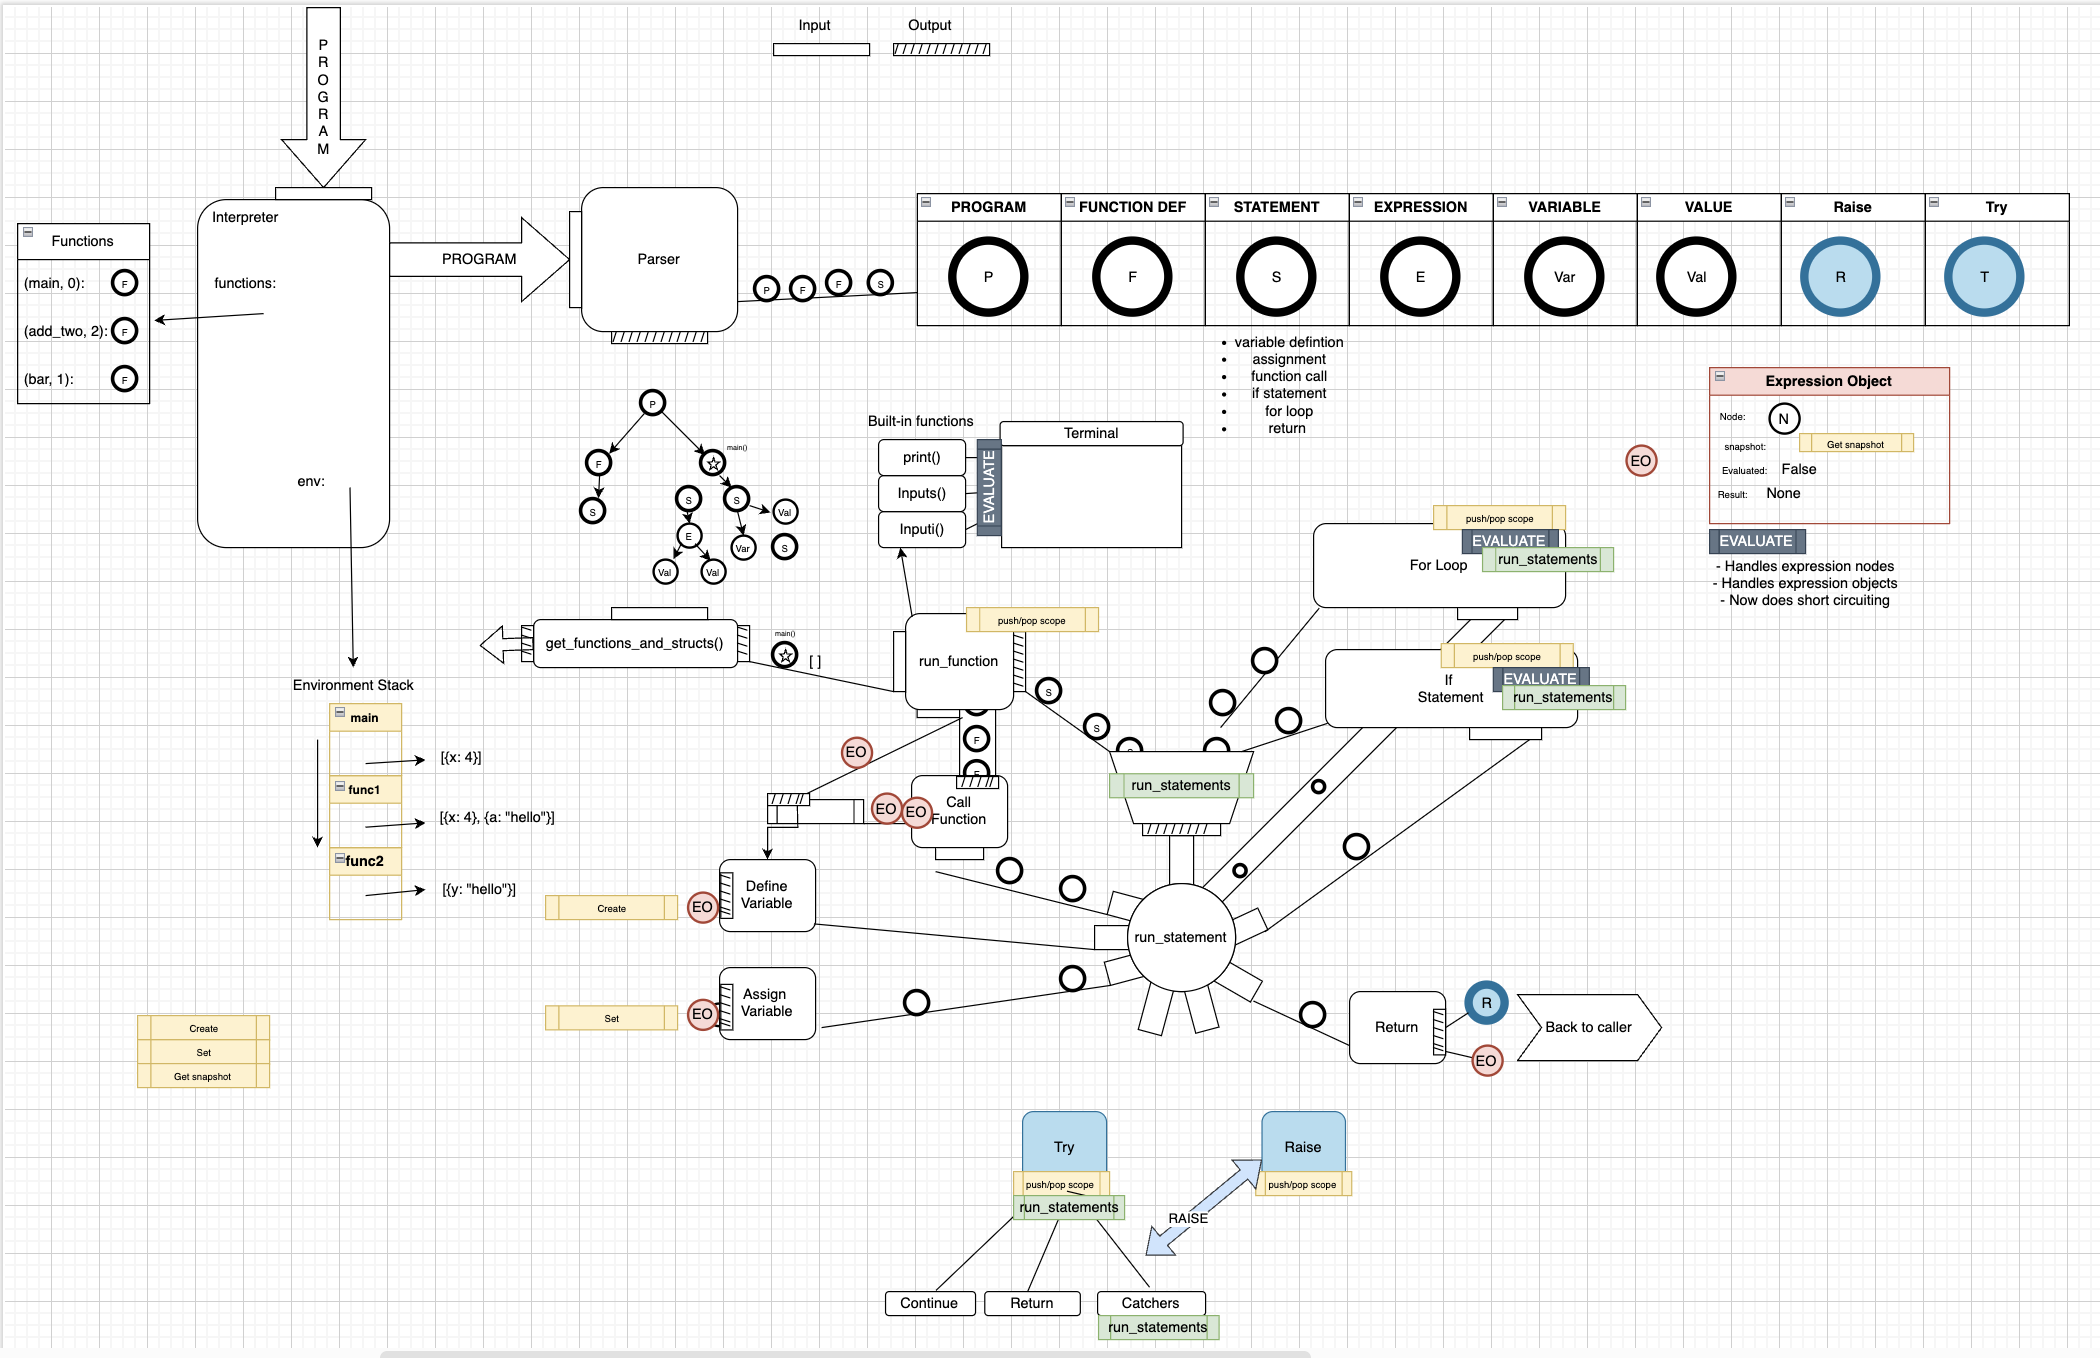 Input
Output
P
R
O
G
R
A
M
Interpreter
functions:
env:
Functions
(main, 0):
F
(add_two, 2):
F
(bar, 1):
F
PROGRAM
Parser
P
F
F
S
PROGRAM
FUNCTION DEF
STATEMENT
EXPRESSION
VARIABLE
VALUE
Raise
Try
P
F
S
E
Var
Val
R
T
variable defintion
assignment
function call
if statement
for loop
return
Expression Object
Node:
N
snapshot:
Get snapshot
Evaluated:
False
Result:
None
EO
EVALUATE
- Handles expression nodes
- Handles expression objects
- Now does short circuiting
P
F
main()
S
S
S
Val
E
Var
S
Val
Val
Built-in functions
print()
Inputs()
Inputi()
EVALUATE
Terminal
push/pop scope
EVALUATE
run_statements
For Loop
push/pop scope
EVALUATE
run_statements
If
Statement
get_functions_and_structs()
main()
[ ]
push/pop scope
run_function
S
S
F
EO
Environment Stack
main
[{x: 4}]
func1
[{x: 4}, {a: "hello"}]
func2
[{y: "hello"}]
EO
EO
Call
Function
run_statements
Define
Variable
Create
EO
run_statement
Assign
Variable
Set
EO
Return
R
EO
Back to caller
Create
Set
Get snapshot
Try
push/pop scope
run_statements
Raise
push/pop scope
RAISE
Continue
Return
Catchers
run_statements